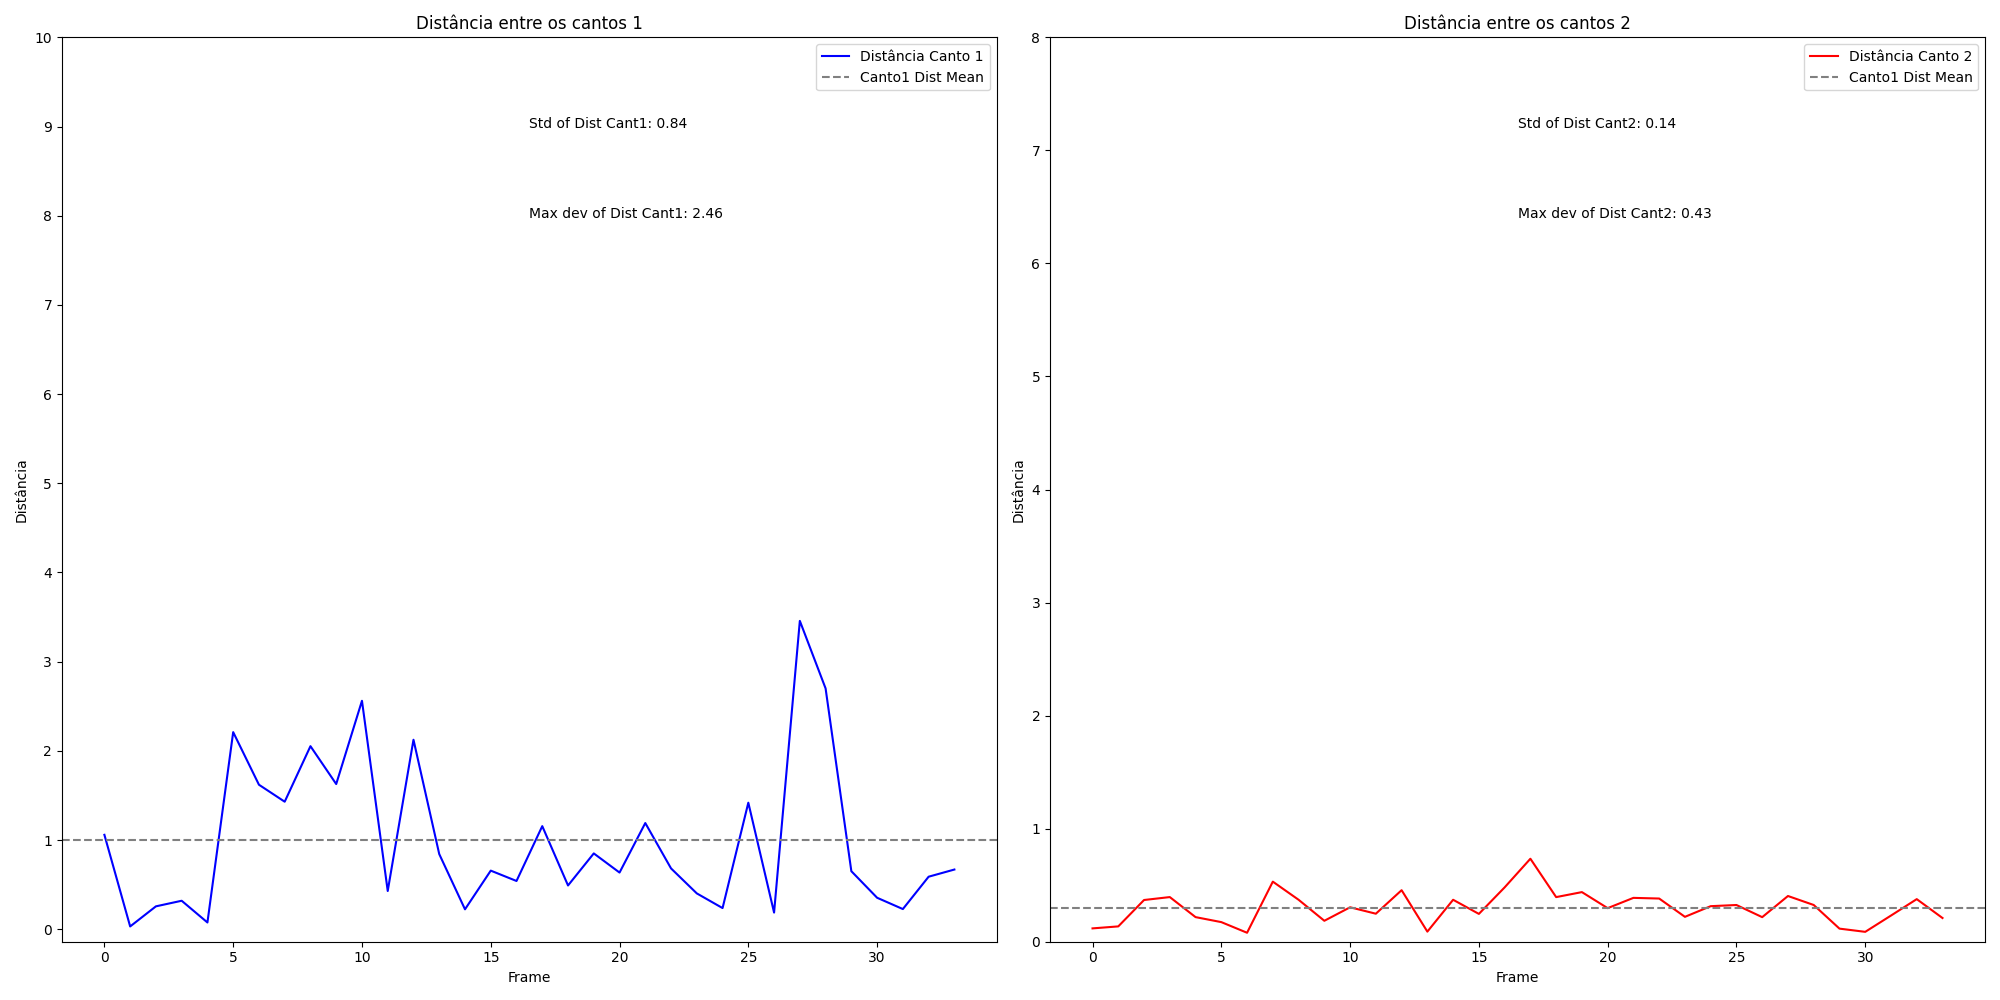 Distância entre os cantos 1
Distância Canto 1
Canto1 Dist Mean
Std of Dist Cant1: 0.84
Max dev of Dist Cant1: 2.46
10
9
8
7
6
5
4
3
2
1
0
Distância
0 5 10 15 20 25 30
Frame
Distância entre os cantos 2
Distância Canto 2
Canto1 Dist Mean
Std of Dist Cant2: 0.14
Max dev of Dist Cant2: 0.43
8
7
6
5
4
3
2
1
0
Distância
0 5 10 15 20 25 30
Frame